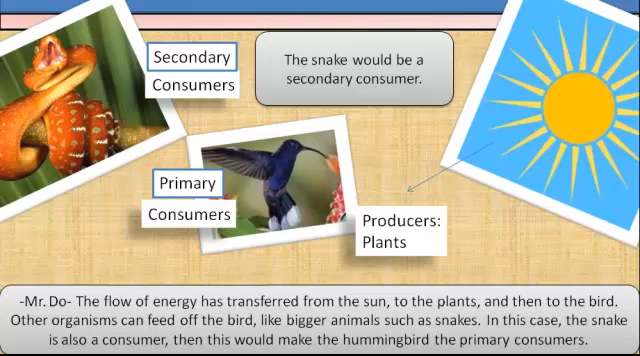 Secondary
Consumers
The snake would be a
secondary consumer.
Primary
Consumers
Producers:
Plants
-Mr. Do- The flow of energy has transferred from the sun, to the plants, and then to the bird.
Other organisms can feed off the bird, like bigger animals such as snakes. In this case, the snake
is also a consumer, then this would make the hummingbird the primary consumers.